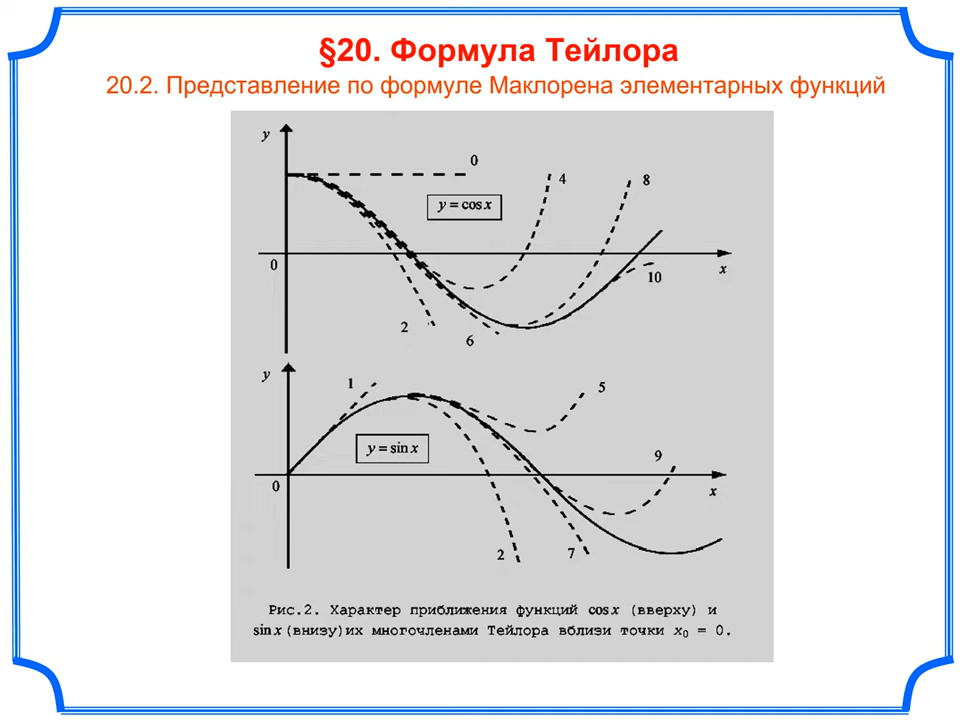 §20. Формула Тейлора
20.2. Представление по формуле Маклорена элементарных функций
y
0
4
8
y = cos x
0
x
10
2
6
y
1
5
y = sin x
9
0
x
2
7
Рис.2. Характер приближения функций cos x (вверху) и
sin x (внизу)их многочленами Тейлора вблизи точки x₀ = 0.